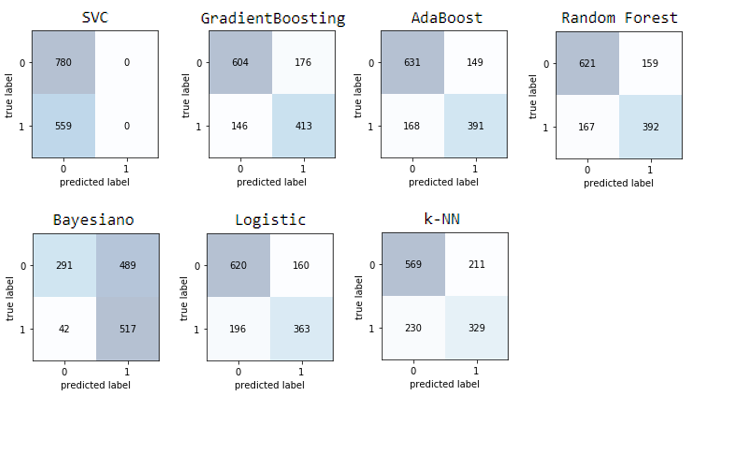 SVC
0 780 0
1 559 0
0 1
predicted label
true label
GradientBoosting
0 604 176
1 146 413
0 1
predicted label
true label
AdaBoost
0 631 149
1 168 391
0 1
predicted label
true label
Random Forest
0 621 159
1 167 392
0 1
predicted label
true label
Bayesiano
0 291 489
1 42 517
0 1
predicted label
true label
Logistic
0 620 160
1 196 363
0 1
predicted label
true label
k-NN
0 569 211
1 230 329
0 1
predicted label
true label